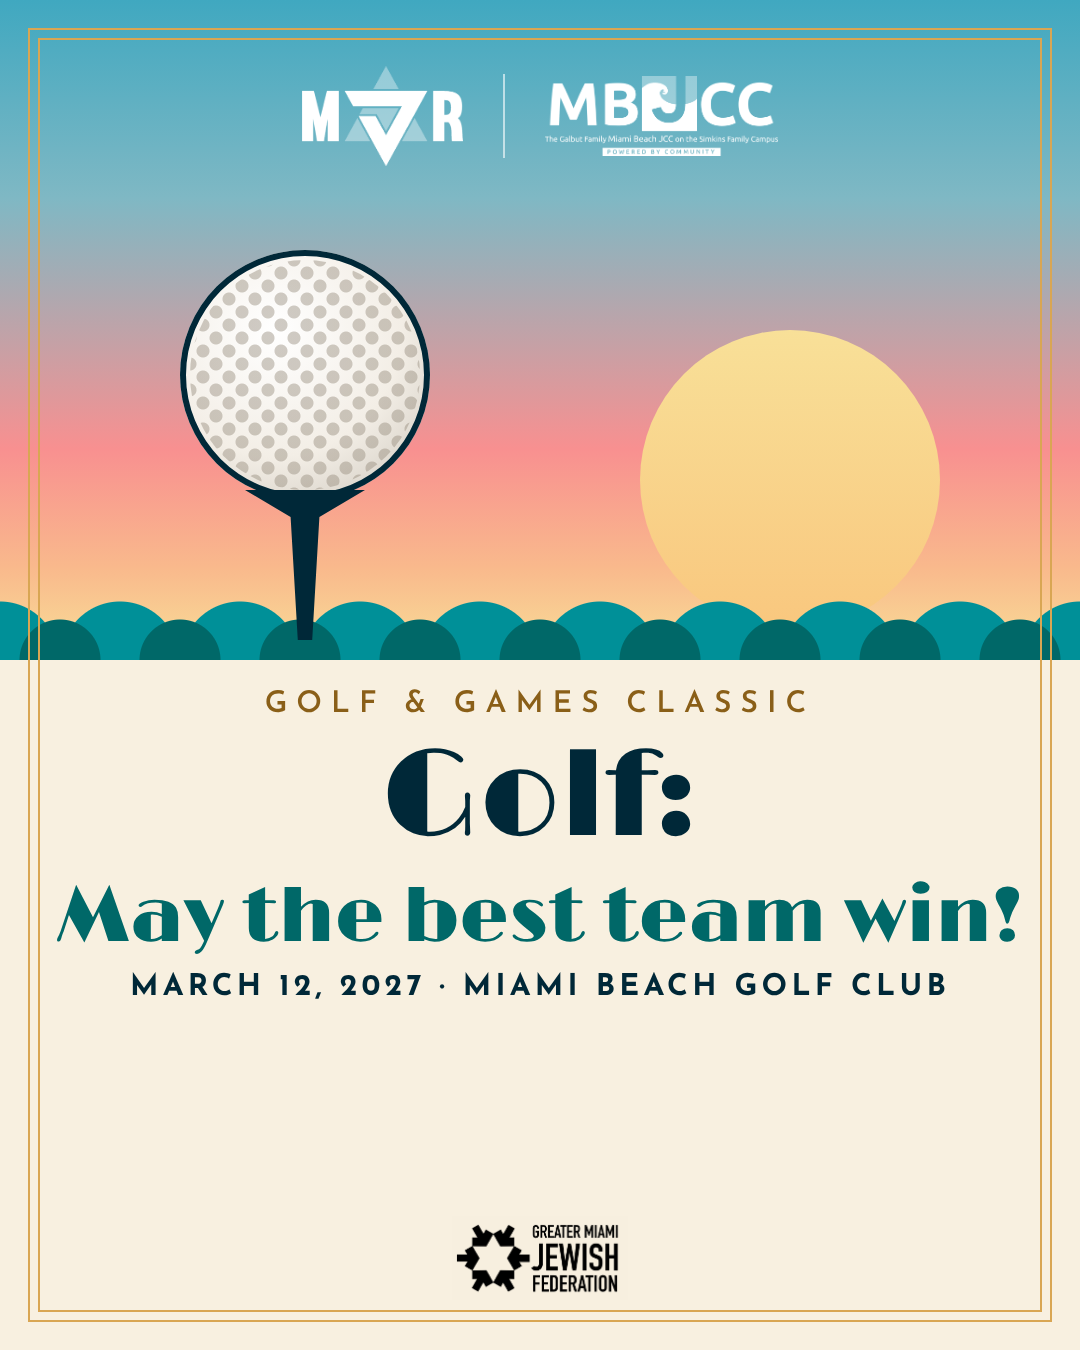 MR
MBJCC
The Galbut Family Miami Beach JCC on the Simkins Family Campus
POWERED BY COMMUNITY
GOLF & GAMES CLASSIC
Golf:
May the best team win!
MARCH 12, 2027 · MIAMI BEACH GOLF CLUB
GREATER MIAMI
JEWISH
FEDERATION